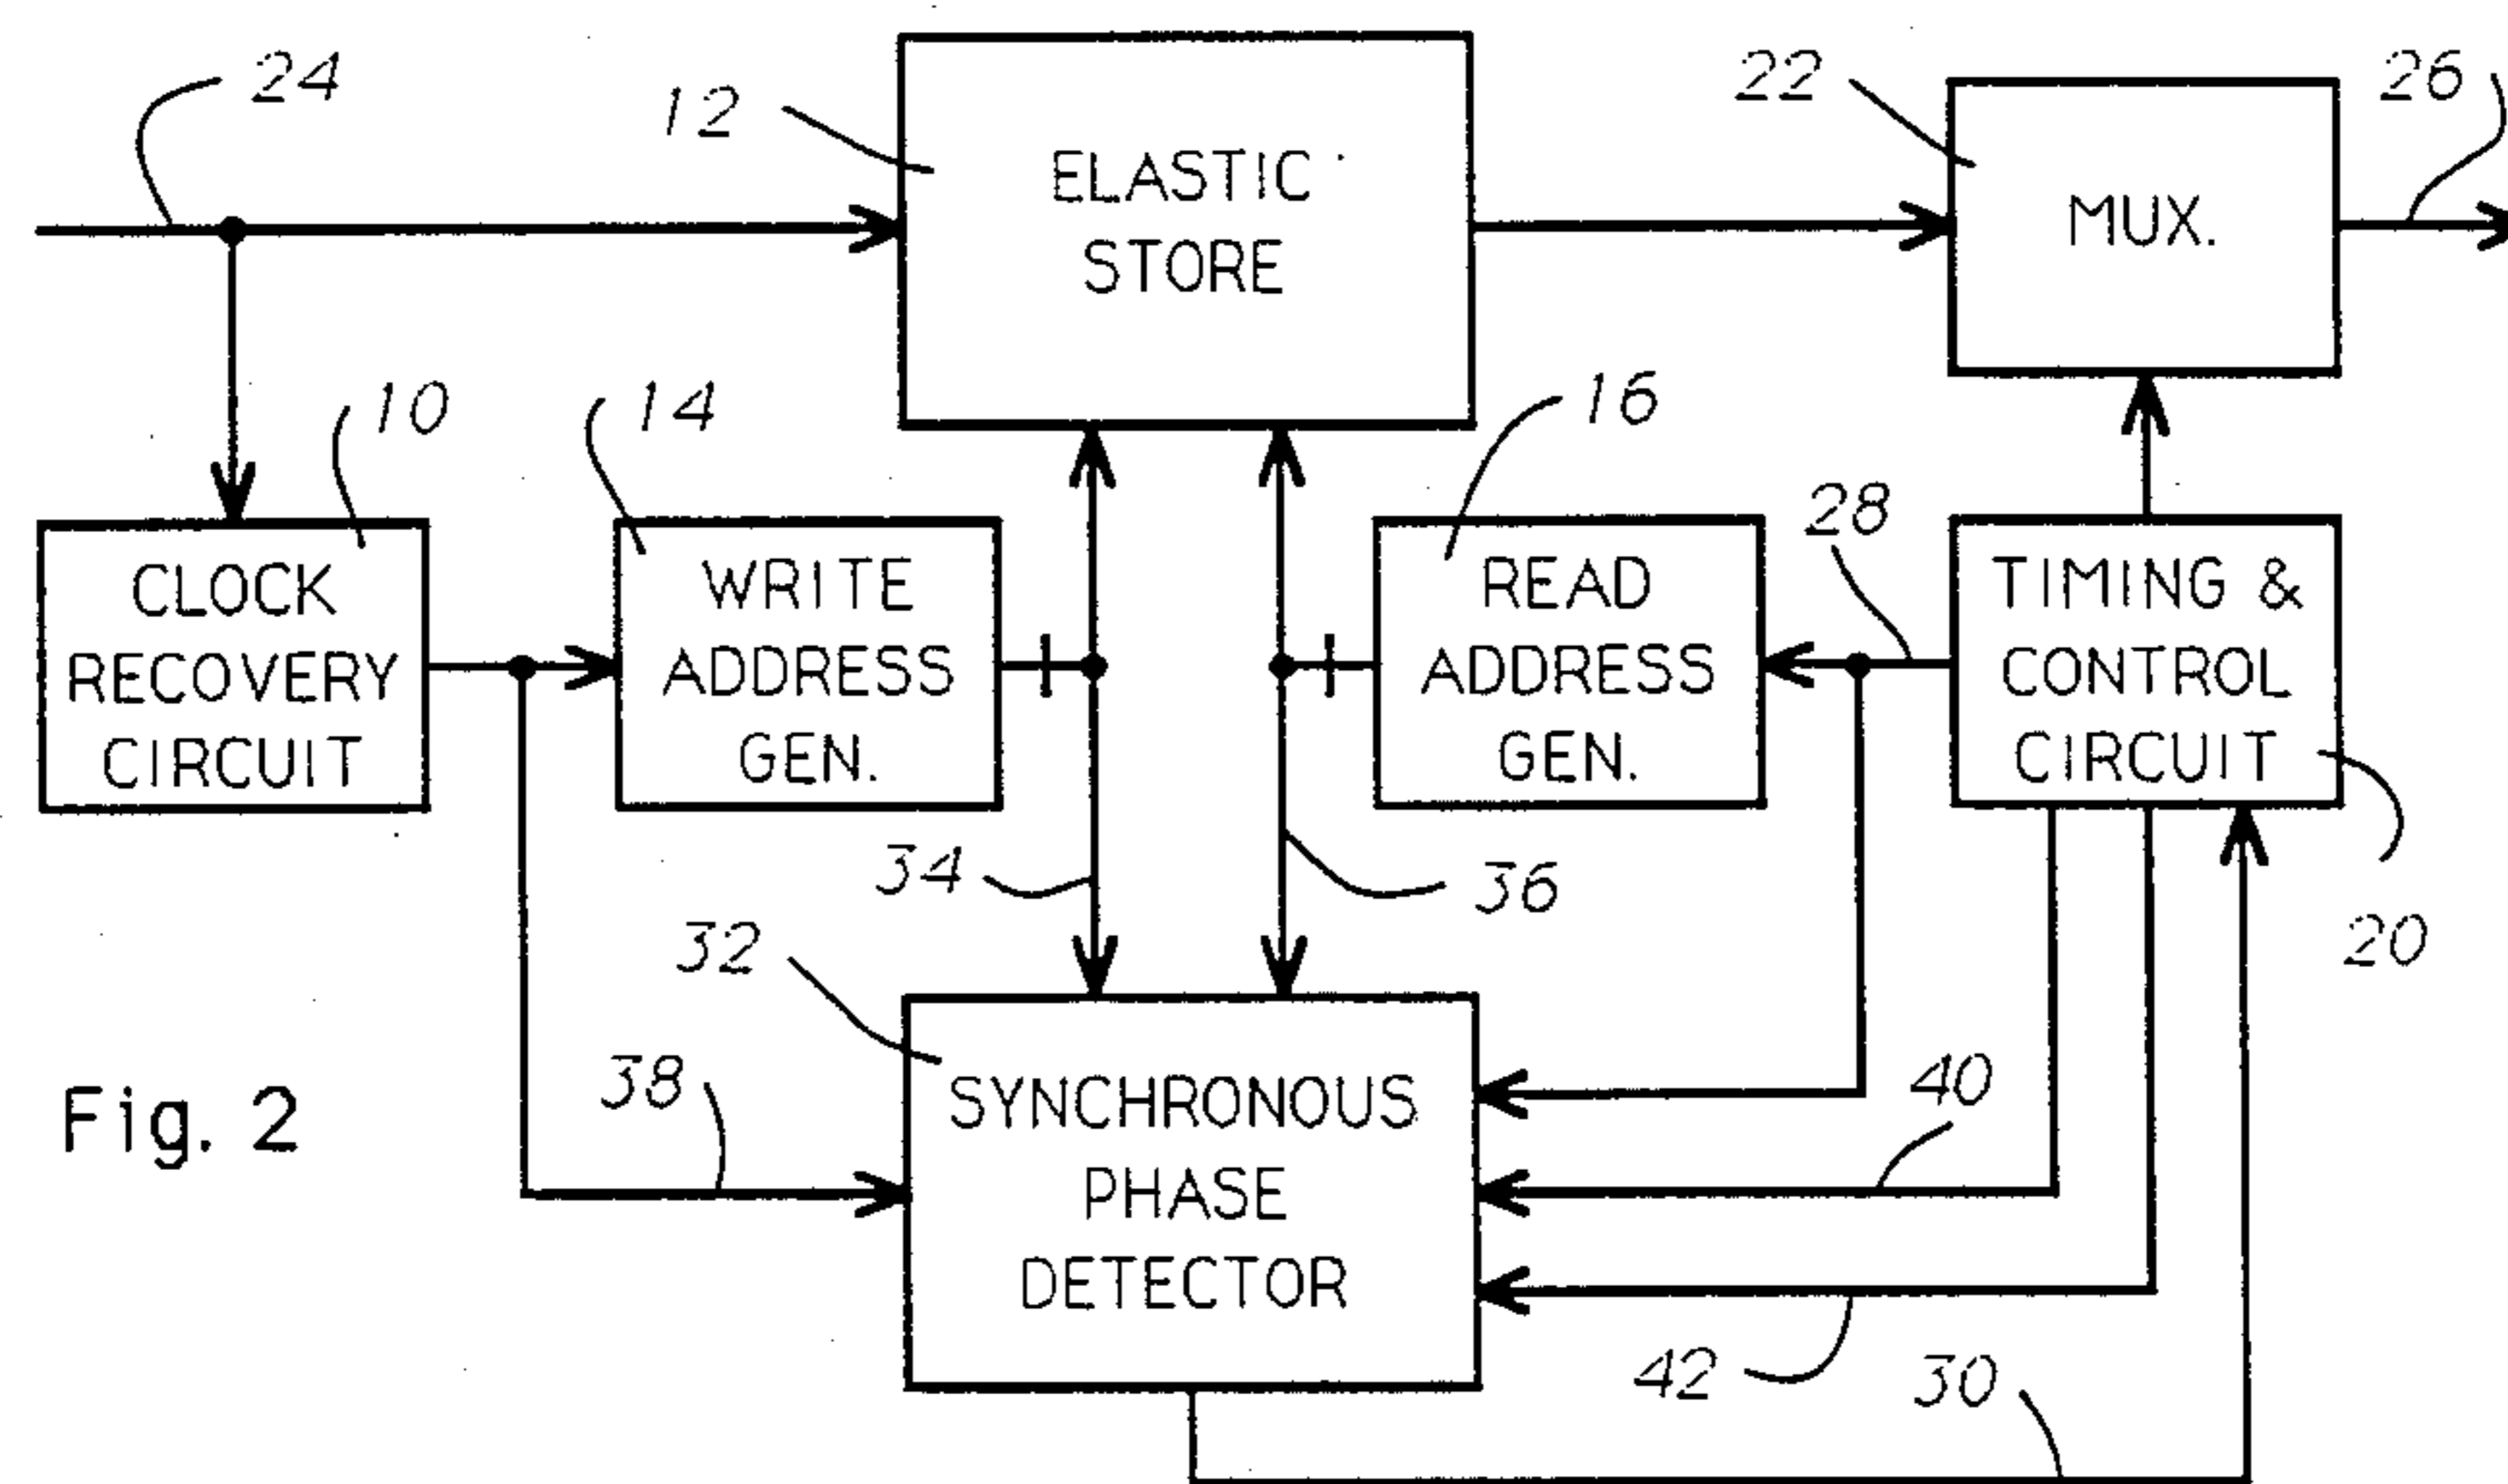 24
12
ELASTIC
STORE
22
MUX.
26
10
CLOCK
RECOVERY
CIRCUIT
14
WRITE
ADDRESS
GEN.
16
READ
ADDRESS
GEN.
28
TIMING &
CONTROL
CIRCUIT
20
34
36
32
SYNCHRONOUS
PHASE
DETECTOR
38
40
42
30
Fig. 2